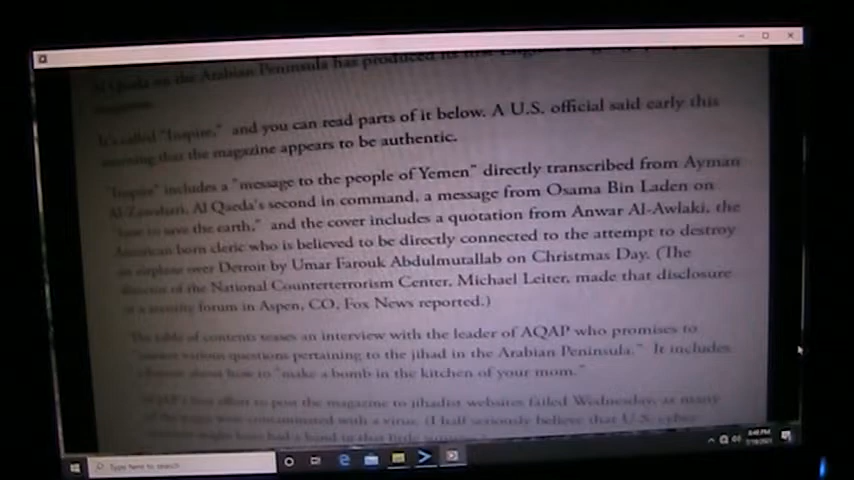 Al Qaeda on the Arabian Peninsula has produced its first English
It's called "Inspire," and you can read parts of it below. A U.S. official said early this
morning that the magazine appears to be authentic.
"Inspire" includes a "message to the people of Yemen" directly transcribed from Ayman
Al-Zawahari, Al Qaeda's second in command, a message from Osama Bin Laden on
"how to save the earth," and the cover includes a quotation from Anwar Al-Awlaki, the
American born cleric who is believed to be directly connected to the attempt to destroy
an airplane over Detroit by Umar Farouk Abdulmutallab on Christmas Day. (The
director of the National Counterterrorism Center, Michael Leiter, made that disclosure
at a security forum in Aspen, CO, Fox News reported.)
The table of contents teases an interview with the leader of AQAP who promises to
"answer various questions pertaining to the jihad in the Arabian Peninsula." It includes
a feature about how to "make a bomb in the kitchen of your mom."
AQAP's first effort to post the magazine to jihadist websites failed Wednesday, as many
of the pages were contaminated with a virus. (I half seriously believe that U.S. cyber
Type here to search